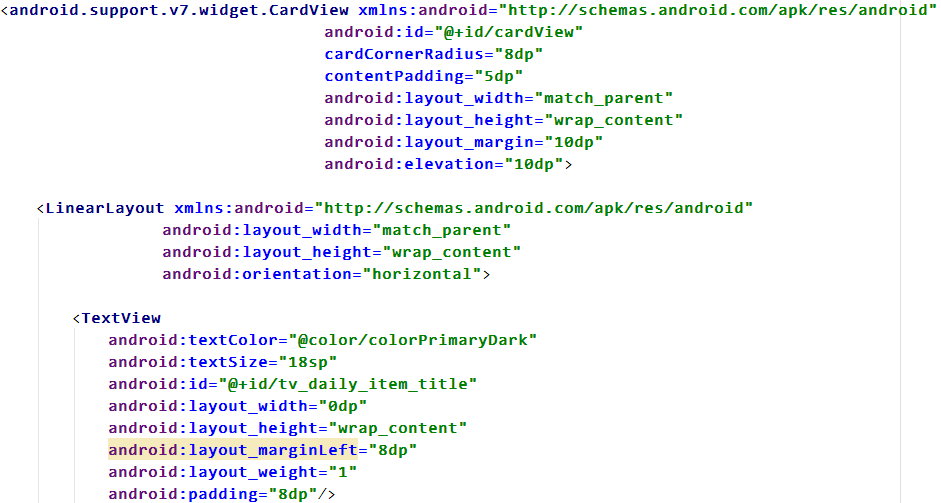 <android.support.v7.widget.CardView xmlns:android="http://schemas.android.com/apk/res/android"
android:id="@+id/cardView"
cardCornerRadius="8dp"
contentPadding="5dp"
android:layout_width="match_parent"
android:layout_height="wrap_content"
android:layout_margin="10dp"
android:elevation="10dp">
<LinearLayout xmlns:android="http://schemas.android.com/apk/res/android"
android:layout_width="match_parent"
android:layout_height="wrap_content"
android:orientation="horizontal">
<TextView
android:textColor="@color/colorPrimaryDark"
android:textSize="18sp"
android:id="@+id/tv_daily_item_title"
android:layout_width="0dp"
android:layout_height="wrap_content"
android:layout_marginLeft="8dp"
android:layout_weight="1"
android:padding="8dp"/>